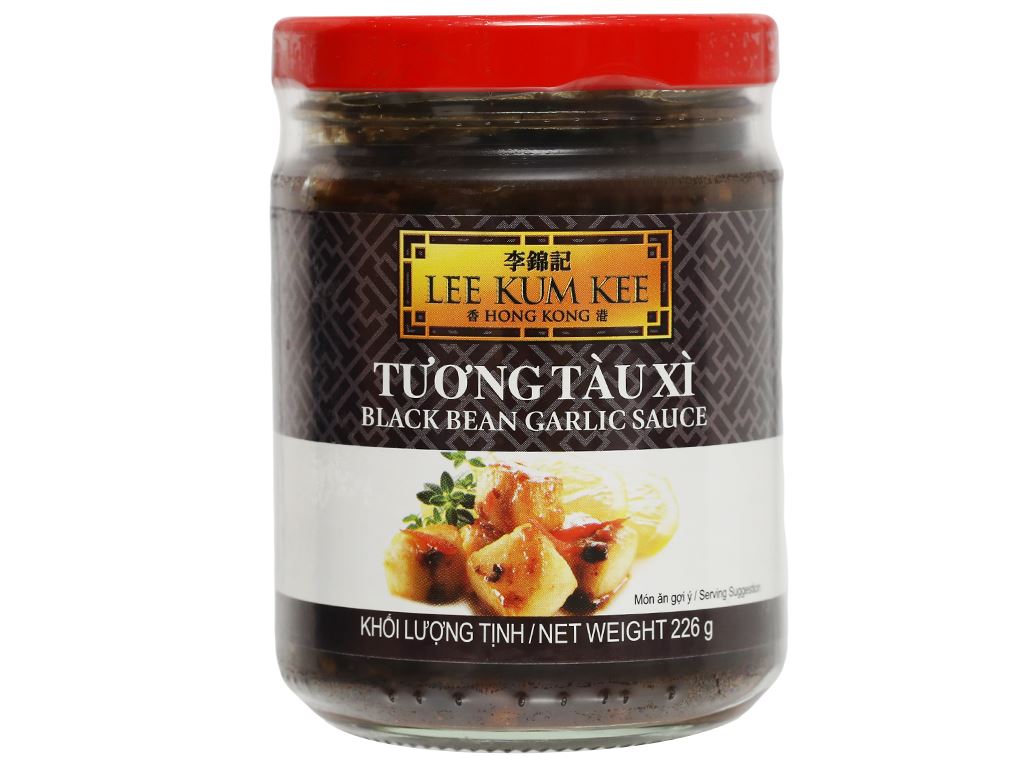 李錦記
LEE KUM KEE
香 HONG KONG 港
TƯƠNG TÀU XÌ
BLACK BEAN GARLIC SAUCE
Món ăn gợi ý / Serving Suggestion
KHỐI LƯỢNG TỊNH / NET WEIGHT 226 g